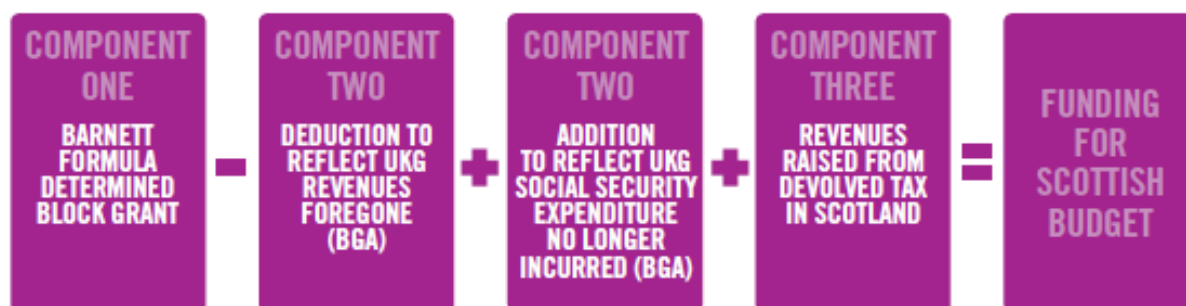 COMPONENT
ONE
BARNETT
FORMULA
DETERMINED
BLOCK GRANT
-
COMPONENT
TWO
DEDUCTION TO
REFLECT UKG
REVENUES
FOREGONE
(BGA)
+
COMPONENT
TWO
ADDITION
TO REFLECT UKG
SOCIAL SECURITY
EXPENDITURE
NO LONGER
INCURRED (BGA)
+
COMPONENT
THREE
REVENUES
RAISED FROM
DEVOLVED TAX
IN SCOTLAND
=
FUNDING
FOR
SCOTTISH
BUDGET